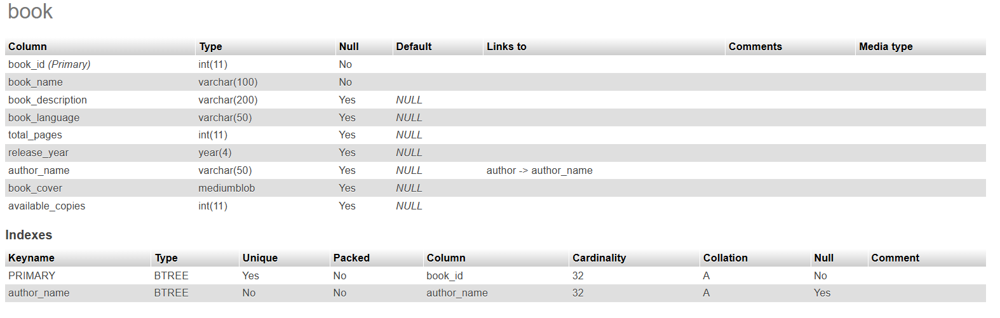 book
Column Type Null Default Links to Comments Media type
book_id (Primary) int(11) No
book_name varchar(100) No
book_description varchar(200) Yes NULL
book_language varchar(50) Yes NULL
total_pages int(11) Yes NULL
release_year year(4) Yes NULL
author_name varchar(50) Yes NULL author -> author_name
book_cover mediumblob Yes NULL
available_copies int(11) Yes NULL
Indexes
Keyname Type Unique Packed Column Cardinality Collation Null Comment
PRIMARY BTREE Yes No book_id 32 A No
author_name BTREE No No author_name 32 A Yes